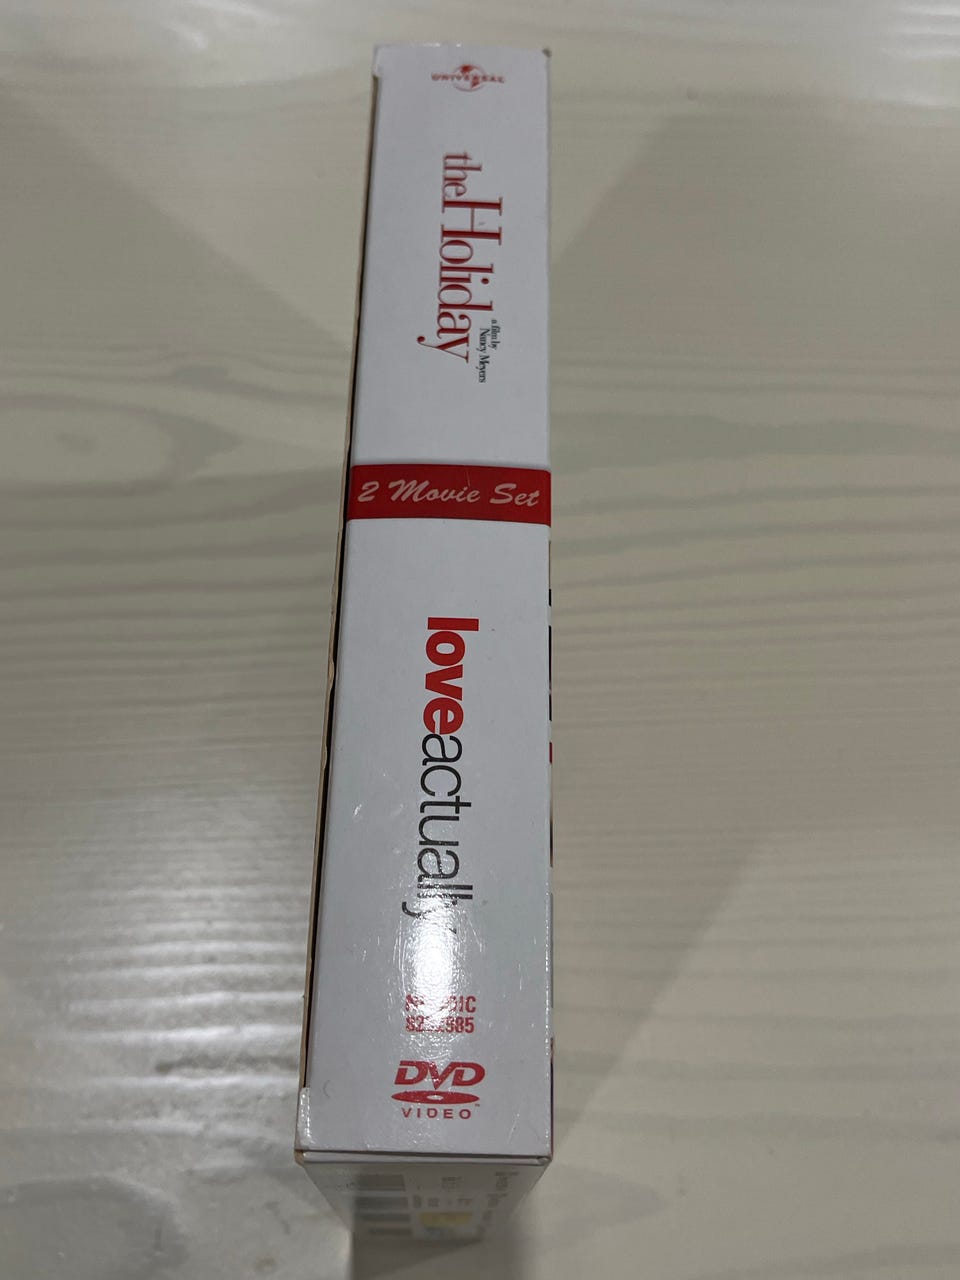 UNIVERSAL
the Holiday
a film by
Nancy Meyers
2 Movie Set
loveactually
DVD
VIDEO